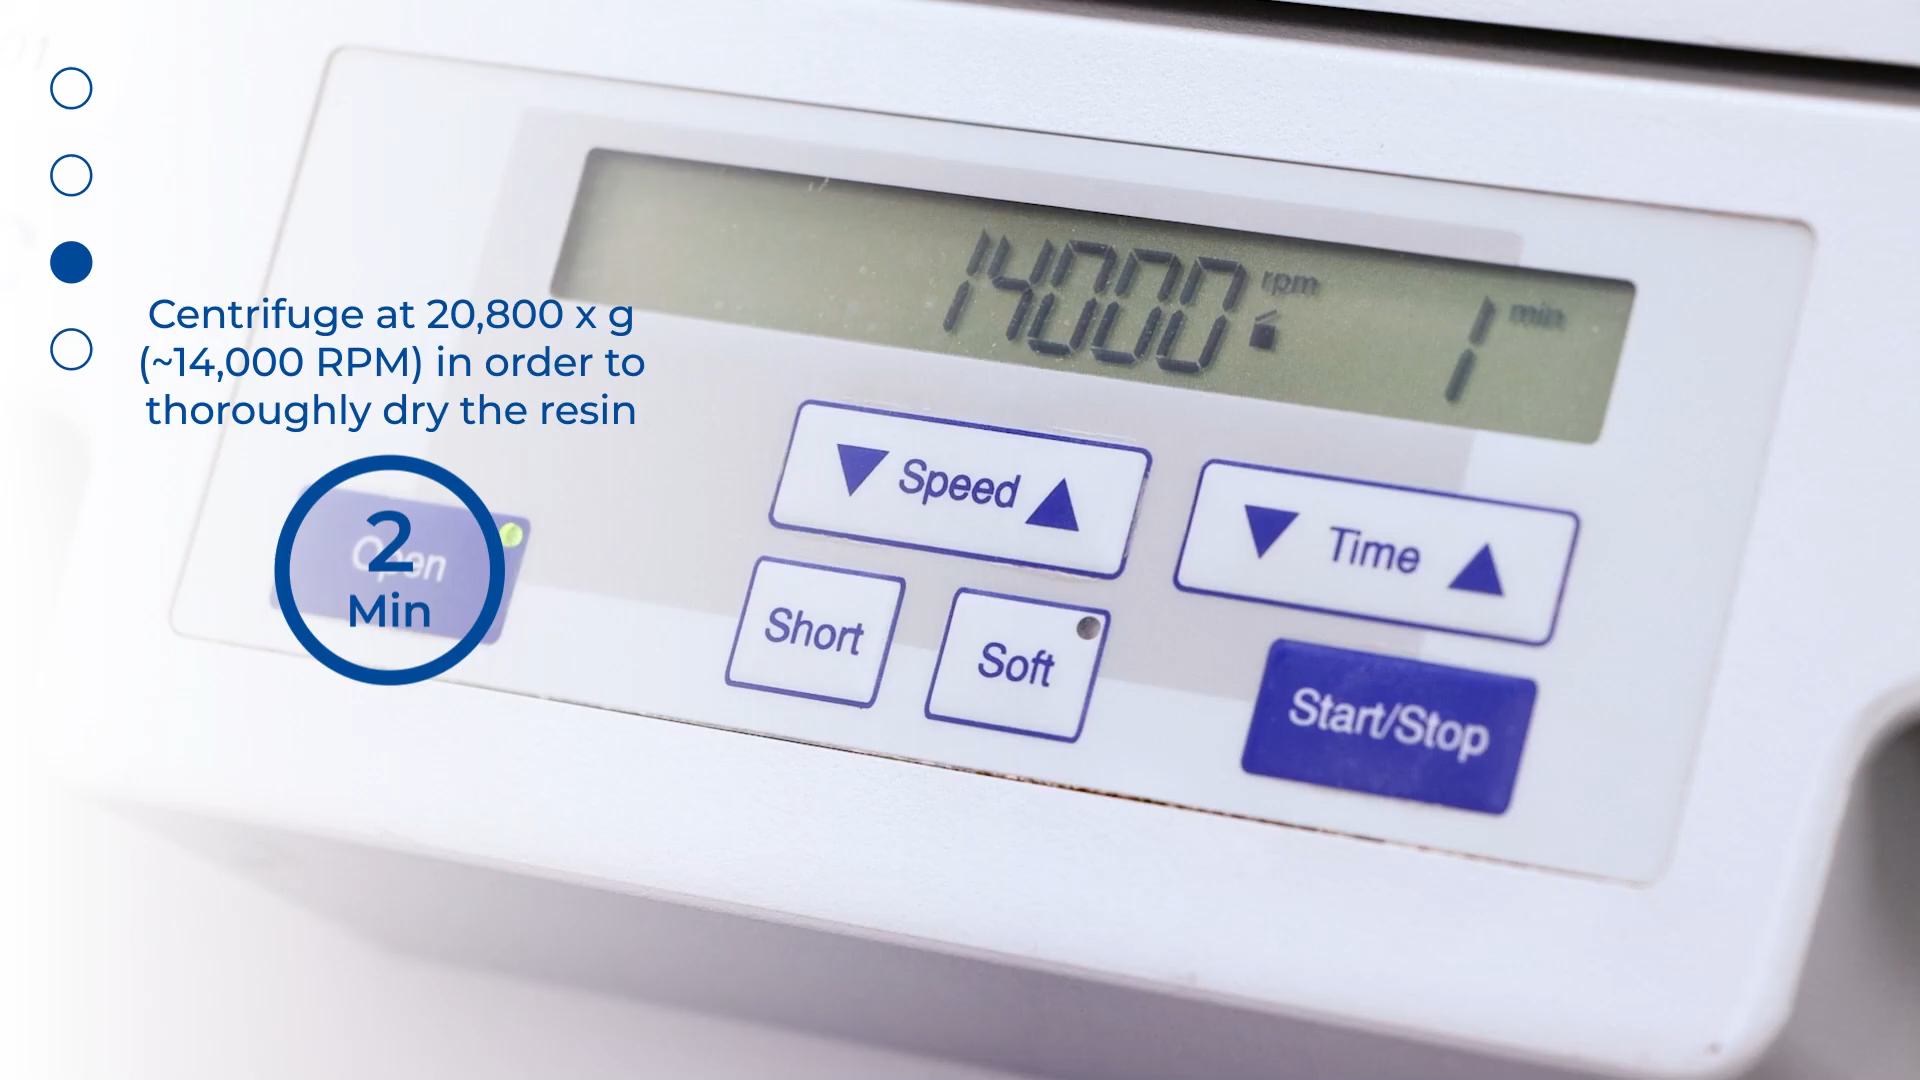 Centrifuge at 20,800 x g
(~14,000 RPM) in order to
thoroughly dry the resin
2
Min
Open
14000 rpm 1 min
Speed
Time
Short
Soft
Start/Stop